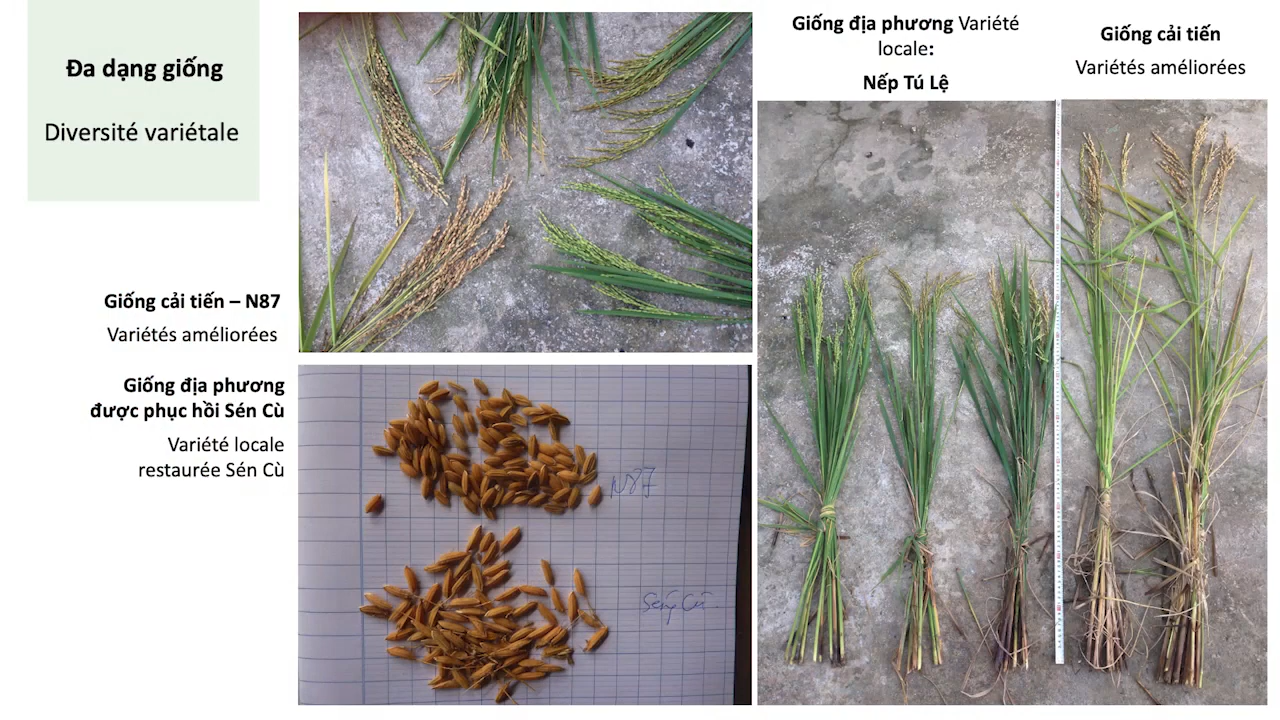 Đa dạng giống
Diversité variétale
Giống cải tiến – N87
Variétés améliorées
Giống địa phương
được phục hồi Sén Cù
Variété locale
restaurée Sén Cù
N87
Sén Cù
Giống địa phương Variété
locale:
Nếp Tú Lệ
Giống cải tiến
Variétés améliorées